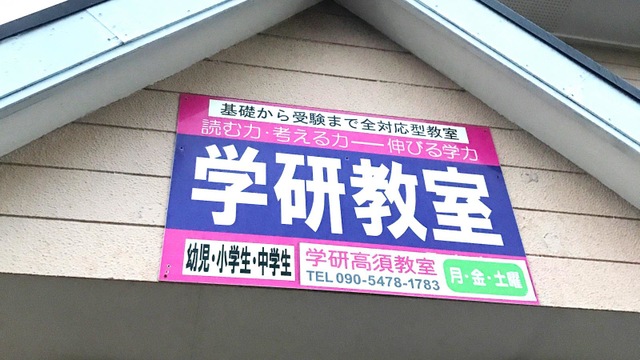 基礎から受験まで全対応型教室
読む力・考える力――伸びる学力
学研教室
幼児・小学生・中学生
学研高須教室
TEL 090-5478-1783
月・金・土曜